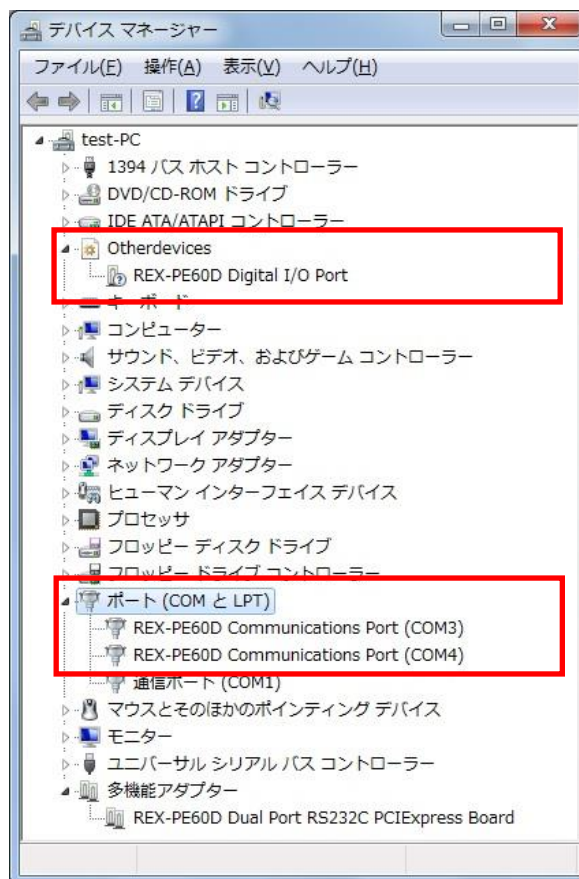 デバイス マネージャー
ファイル(F) 操作(A) 表示(V) ヘルプ(H)
test-PC
1394 バス ホスト コントローラー
DVD/CD-ROM ドライブ
IDE ATA/ATAPI コントローラー
Otherdevices
REX-PE60D Digital I/O Port
キーボード
コンピューター
サウンド、ビデオ、およびゲーム コントローラー
システム デバイス
ディスク ドライブ
ディスプレイ アダプター
ネットワーク アダプター
ヒューマン インターフェイス デバイス
プロセッサ
フロッピー ディスク ドライブ
フロッピー ドライブ コントローラー
ポート (COM と LPT)
REX-PE60D Communications Port (COM3)
REX-PE60D Communications Port (COM4)
通信ポート (COM1)
マウスとそのほかのポインティング デバイス
モニター
ユニバーサル シリアル バス コントローラー
多機能アダプター
REX-PE60D Dual Port RS232C PCIExpress Board